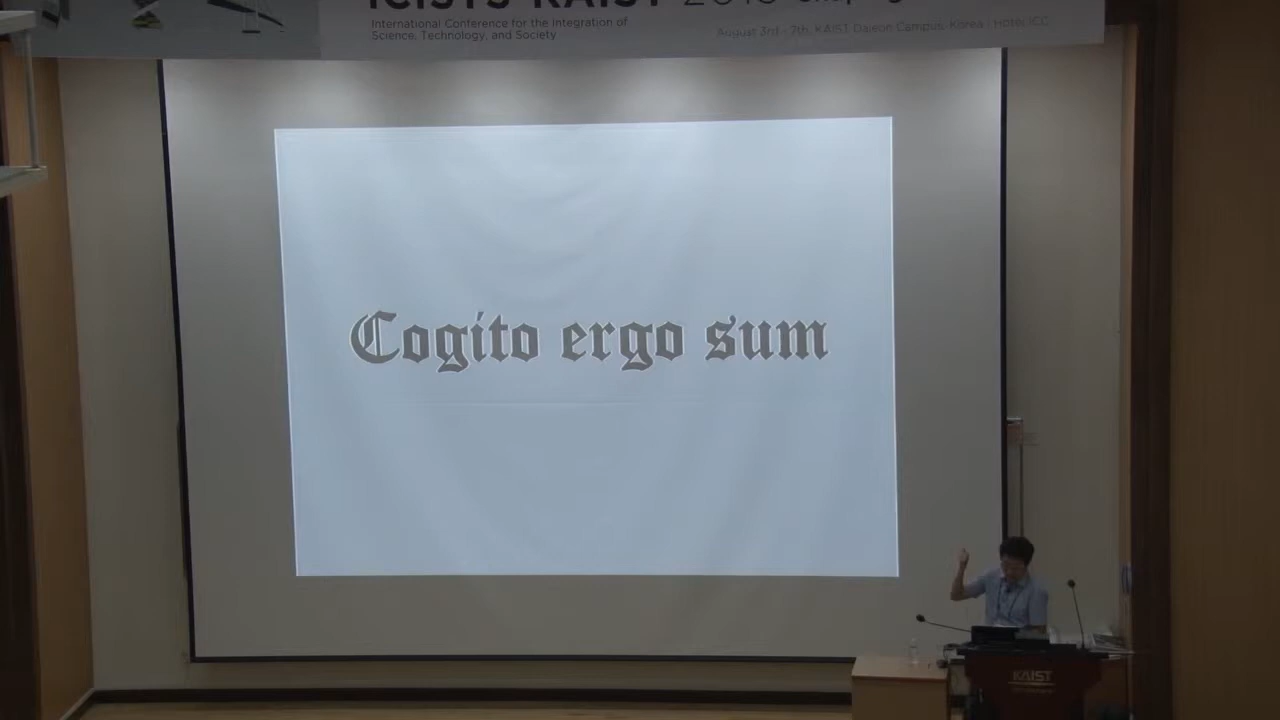 ICISTS KAIST
International Conference for the Integration of
Science, Technology, and Society
August 3rd - 7th, KAIST Daejeon Campus, Korea | Hotel ICC
Cogito ergo sum
KAIST